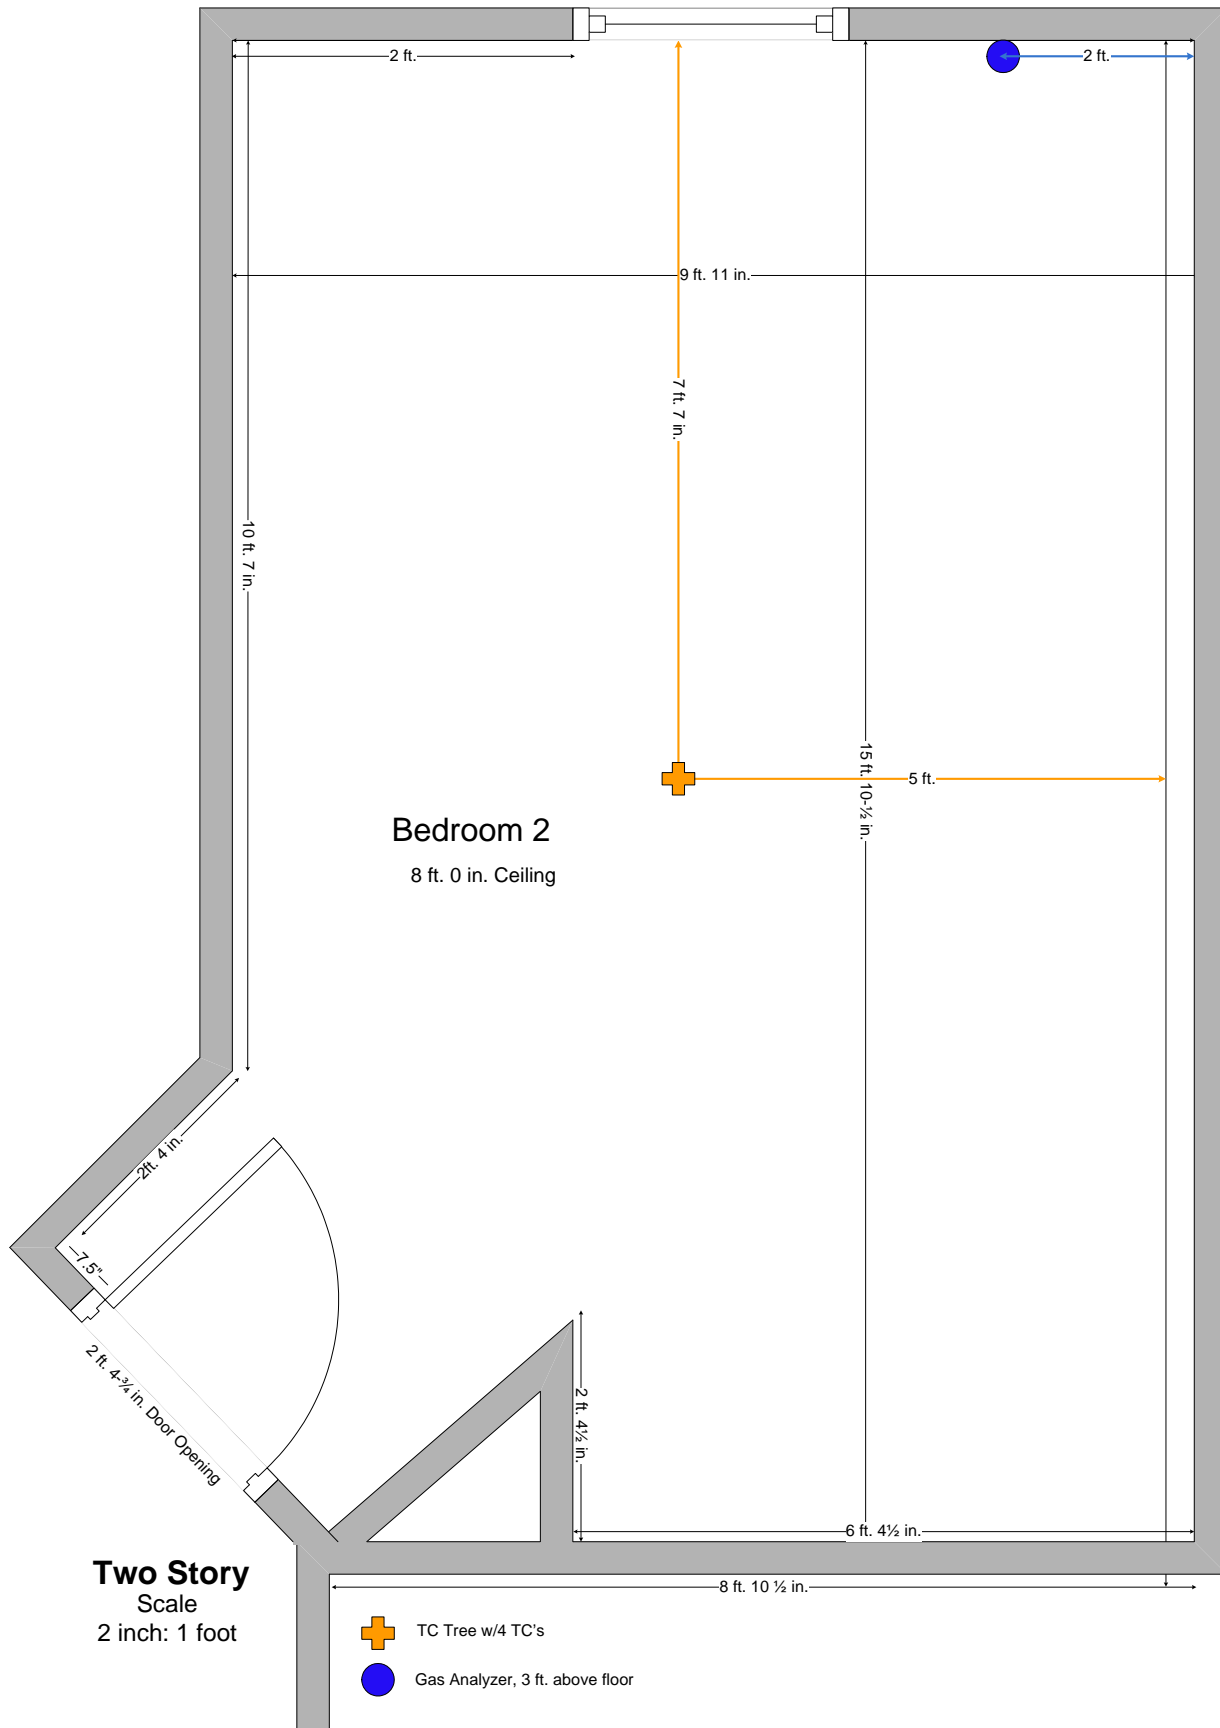 2 ft.
2 ft.
9 ft. 11 in.
7 ft. 7 in.
10 ft. 7 in.
15 ft. 10-½ in.
5 ft.
Bedroom 2
8 ft. 0 in. Ceiling
2ft. 4 in.
7.5"
2 ft. 4-¾ in. Door Opening
2 ft. 4½ in.
6 ft. 4½ in.
8 ft. 10 ½ in.
Two Story
Scale
2 inch: 1 foot
TC Tree w/4 TC's
Gas Analyzer, 3 ft. above floor